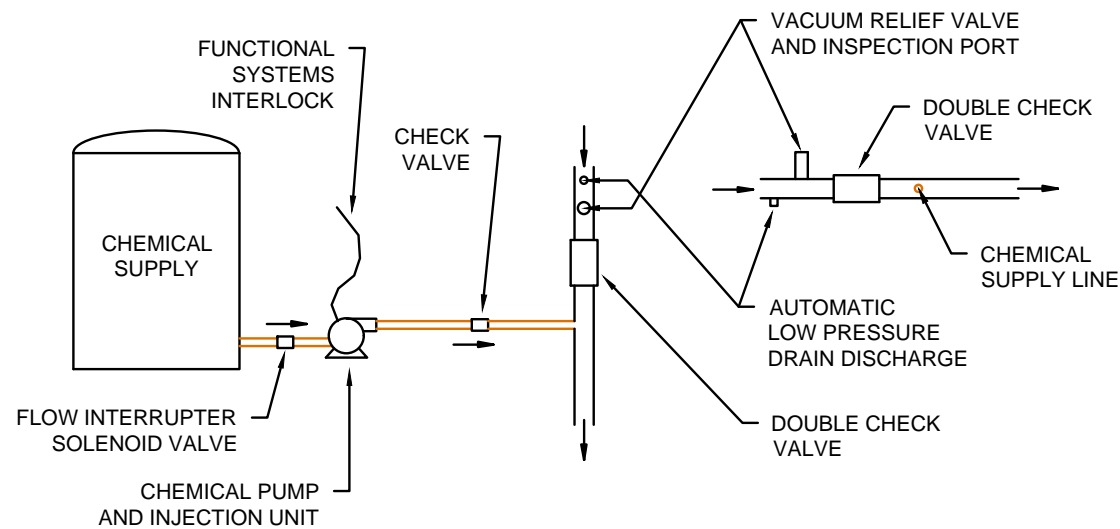 FUNCTIONAL
SYSTEMS
INTERLOCK
VACUUM RELIEF VALVE
AND INSPECTION PORT
CHECK
VALVE
DOUBLE CHECK
VALVE
CHEMICAL
SUPPLY
CHEMICAL
SUPPLY LINE
AUTOMATIC
LOW PRESSURE
DRAIN DISCHARGE
FLOW INTERRUPTER
SOLENOID VALVE
DOUBLE CHECK
VALVE
CHEMICAL PUMP
AND INJECTION UNIT